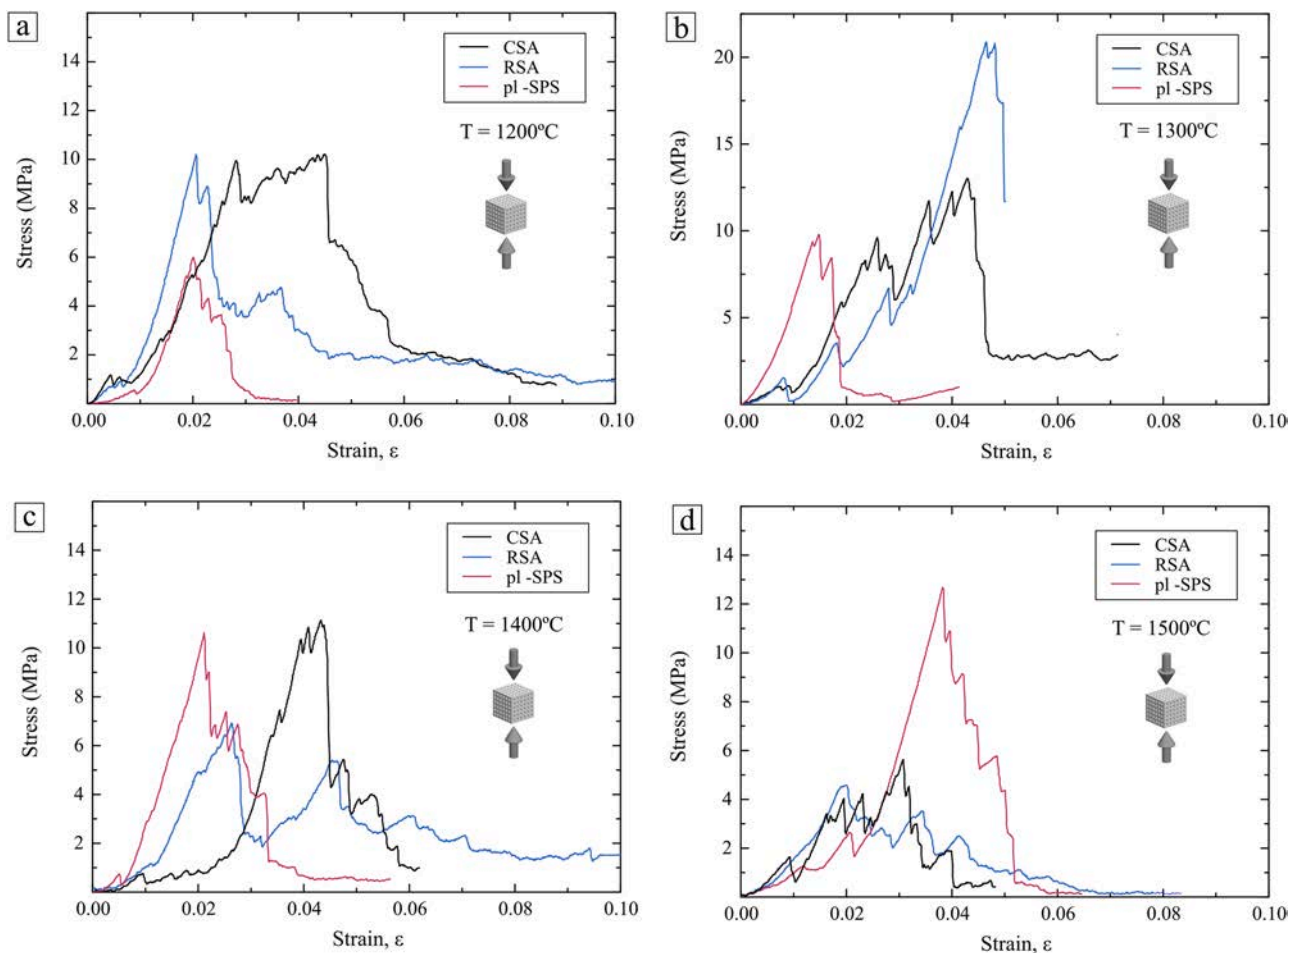 a
CSA
RSA
pl -SPS
T = 1200ºC
Stress (MPa)
14
12
10
8
6
4
2
0.00 0.02 0.04 0.06 0.08 0.10
Strain, ε
b
CSA
RSA
pl -SPS
T = 1300ºC
Stress (MPa)
20
15
10
5
0.00 0.02 0.04 0.06 0.08 0.10
Strain, ε
c
CSA
RSA
pl -SPS
T = 1400ºC
Stress (MPa)
14
12
10
8
6
4
2
0.00 0.02 0.04 0.06 0.08 0.10
Strain, ε
d
CSA
RSA
pl -SPS
T = 1500ºC
Stress (MPa)
14
12
10
8
6
4
2
0.00 0.02 0.04 0.06 0.08 0.10
Strain, ε